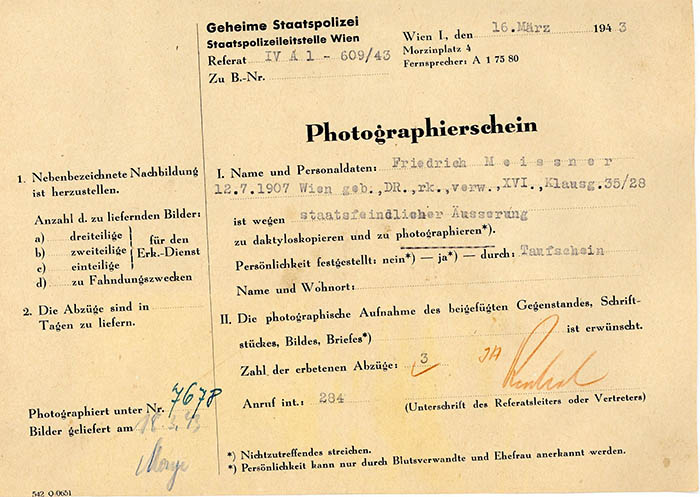 Geheime Staatspolizei
Staatspolizeileitstelle Wien
Referat IV A 1 - 609/43
Zu B.-Nr.
Wien I., den 16. März 1943
Morzinplatz 4
Fernsprecher: A 1 75 80
Photographierschein
1. Nebenbezeichnete Nachbildung
ist herzustellen.
Anzahl d. zu liefernden Bilder:
a) dreiteilige
b) zweiteilige
c) einteilige
für den
Erk.-Dienst
d) zu Fahndungszwecken
2. Die Abzüge sind in
Tagen zu liefern.
Photographiert unter Nr. 7678
Bilder geliefert am 18.3.43
I. Name und Personaldaten: Friedrich Meissner
12.7.1907 Wien geb.,DR.,rk.,verw.,XVI.,Klausg.35/28
ist wegen staatsfeindlicher Äusserung
zu daktyloskopieren und zu photographieren*).
Persönlichkeit festgestellt: nein*) — ja*) — durch: Taufschein
Name und Wohnort:
II. Die photographische Aufnahme des beigefügten Gegenstandes, Schrift-
stückes, Bildes, Briefes*) ist erwünscht.
Zahl der erbetenen Abzüge: 3
Anruf int.: 284
(Unterschrift des Referatsleiters oder Vertreters)
*) Nichtzutreffendes streichen.
*) Persönlichkeit kann nur durch Blutsverwandte und Ehefrau anerkannt werden.
542 O/0651